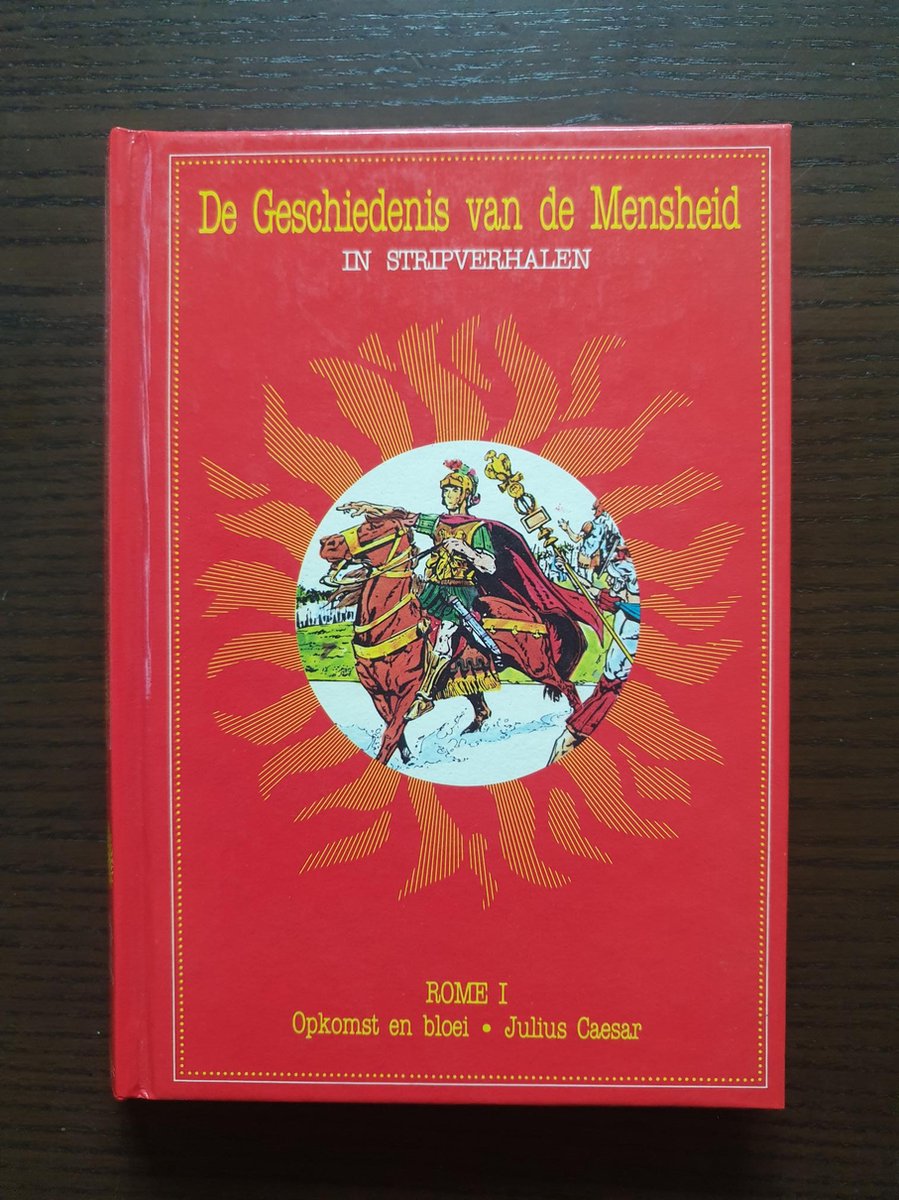 De Geschiedenis van de Mensheid
IN STRIPVERHALEN
ROME I
Opkomst en bloei • Julius Caesar